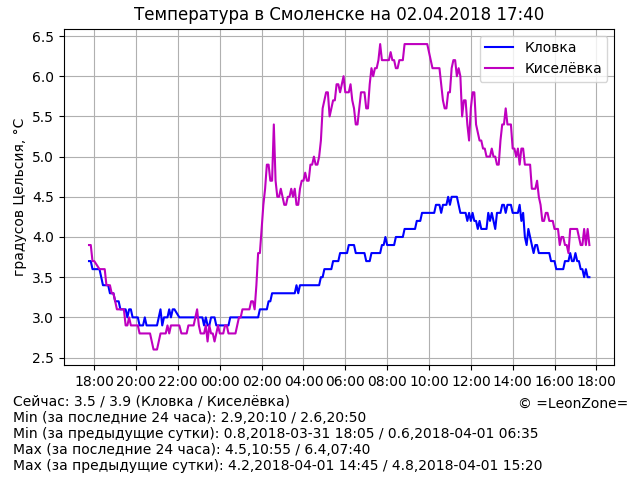 Температура в Смоленске на 02.04.2018 17:40
6.5
6.0
5.5
5.0
4.5
4.0
3.5
3.0
2.5
градусов Цельсия, °C
Кловка
Киселёвка
18:00 20:00 22:00 00:00 02:00 04:00 06:00 08:00 10:00 12:00 14:00 16:00 18:00
Сейчас: 3.5 / 3.9 (Кловка / Киселёвка)
© =LeonZone=
Min (за последние 24 часа): 2.9,20:10 / 2.6,20:50
Min (за предыдущие сутки): 0.8,2018-03-31 18:05 / 0.6,2018-04-01 06:35
Max (за последние 24 часа): 4.5,10:55 / 6.4,07:40
Max (за предыдущие сутки): 4.2,2018-04-01 14:45 / 4.8,2018-04-01 15:20